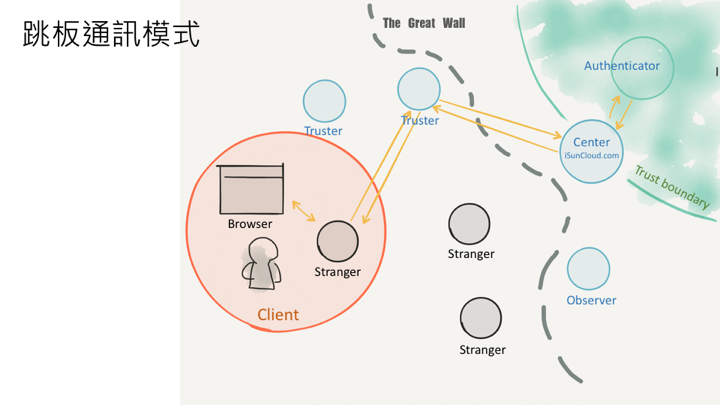 跳板通訊模式
The Great Wall
Authenticator
Truster
Truster
Center
iSunCloud.com
Trust boundary
Browser
Stranger
Stranger
Observer
Client
Stranger